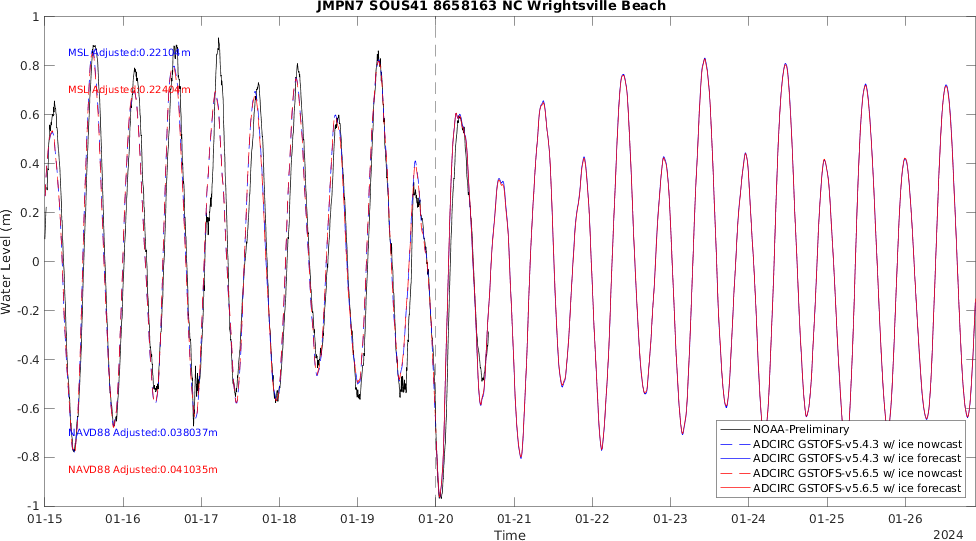 JMPN7 SOUS41 8658163 NC Wrightsville Beach
1
0.8
0.6
0.4
0.2
0
-0.2
-0.4
-0.6
-0.8
-1
Water Level (m)
MSL Adjusted:0.22104m
MSL Adjusted:0.22404m
NAVD88 Adjusted:0.038037m
NAVD88 Adjusted:0.041035m
NOAA-Preliminary
ADCIRC GSTOFS-v5.4.3 w/ ice nowcast
ADCIRC GSTOFS-v5.4.3 w/ ice forecast
ADCIRC GSTOFS-v5.6.5 w/ ice nowcast
ADCIRC GSTOFS-v5.6.5 w/ ice forecast
01-15 01-16 01-17 01-18 01-19 01-20 01-21 01-22 01-23 01-24 01-25 01-26
Time
2024